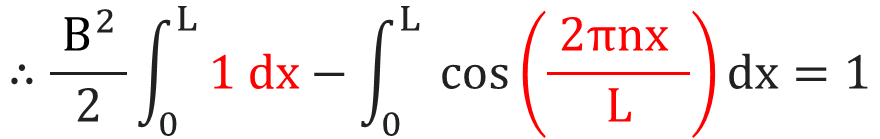 ∴ B²/2 ∫₀ᴸ 1 dx − ∫₀ᴸ cos(2πnx/L) dx = 1